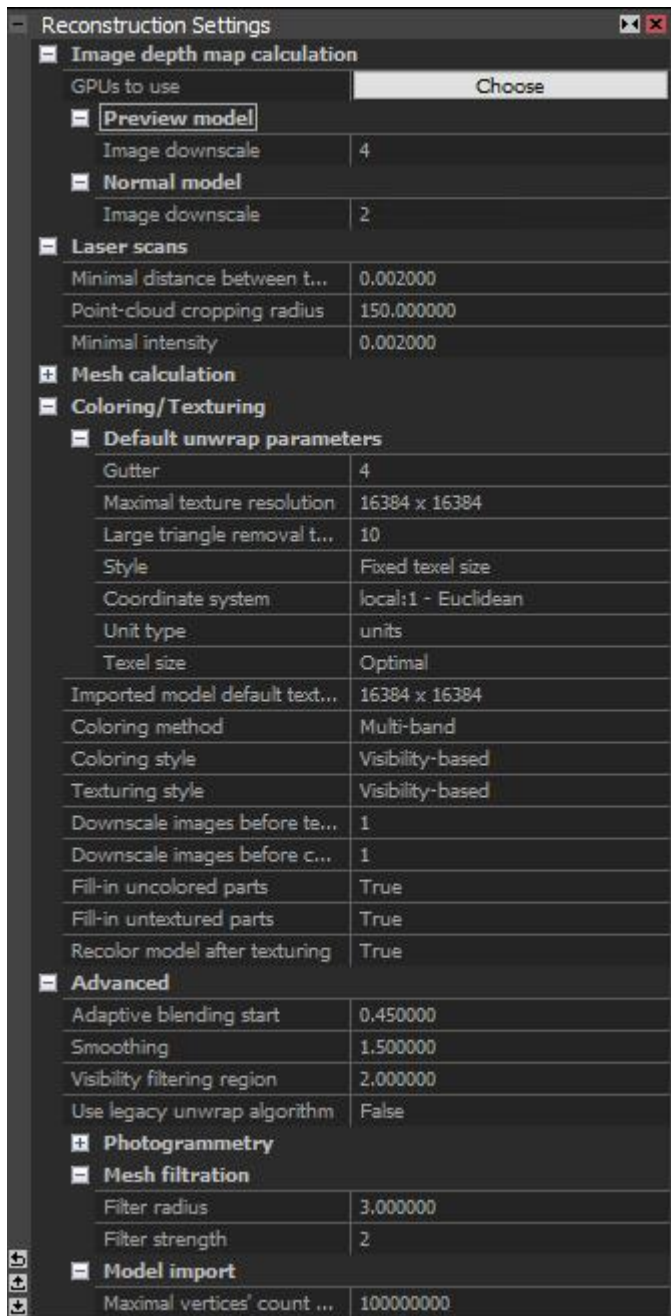 Reconstruction Settings
Image depth map calculation
GPUs to use Choose
Preview model
Image downscale 4
Normal model
Image downscale 2
Laser scans
Minimal distance between t... 0.002000
Point-cloud cropping radius 150.000000
Minimal intensity 0.002000
Mesh calculation
Coloring/Texturing
Default unwrap parameters
Gutter 4
Maximal texture resolution 16384 x 16384
Large triangle removal t... 10
Style Fixed texel size
Coordinate system local:1 - Euclidean
Unit type units
Texel size Optimal
Imported model default text... 16384 x 16384
Coloring method Multi-band
Coloring style Visibility-based
Texturing style Visibility-based
Downscale images before te... 1
Downscale images before c... 1
Fill-in uncolored parts True
Fill-in untextured parts True
Recolor model after texturing True
Advanced
Adaptive blending start 0.450000
Smoothing 1.500000
Visibility filtering region 2.000000
Use legacy unwrap algorithm False
Photogrammetry
Mesh filtration
Filter radius 3.000000
Filter strength 2
Model import
Maximal vertices' count ... 100000000